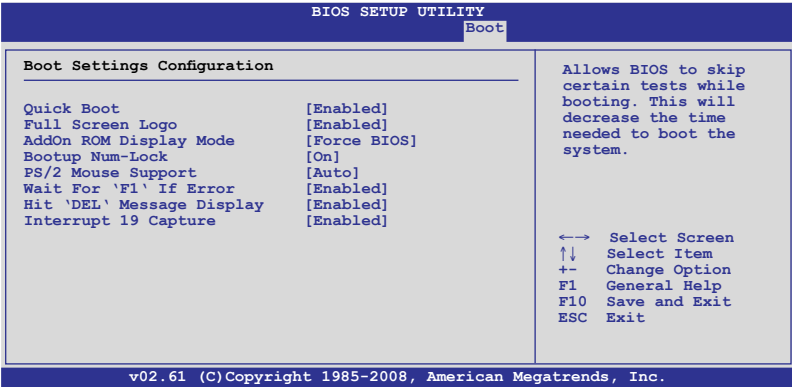 BIOS SETUP UTILITY
Boot
Boot Settings Configuration
Quick Boot [Enabled]
Full Screen Logo [Enabled]
AddOn ROM Display Mode [Force BIOS]
Bootup Num-Lock [On]
PS/2 Mouse Support [Auto]
Wait For ‘F1‘ If Error [Enabled]
Hit ‘DEL‘ Message Display [Enabled]
Interrupt 19 Capture [Enabled]
Allows BIOS to skip
certain tests while
booting. This will
decrease the time
needed to boot the
system.
←→ Select Screen
↑↓ Select Item
+- Change Option
F1 General Help
F10 Save and Exit
ESC Exit
v02.61 (C)Copyright 1985-2008, American Megatrends, Inc.